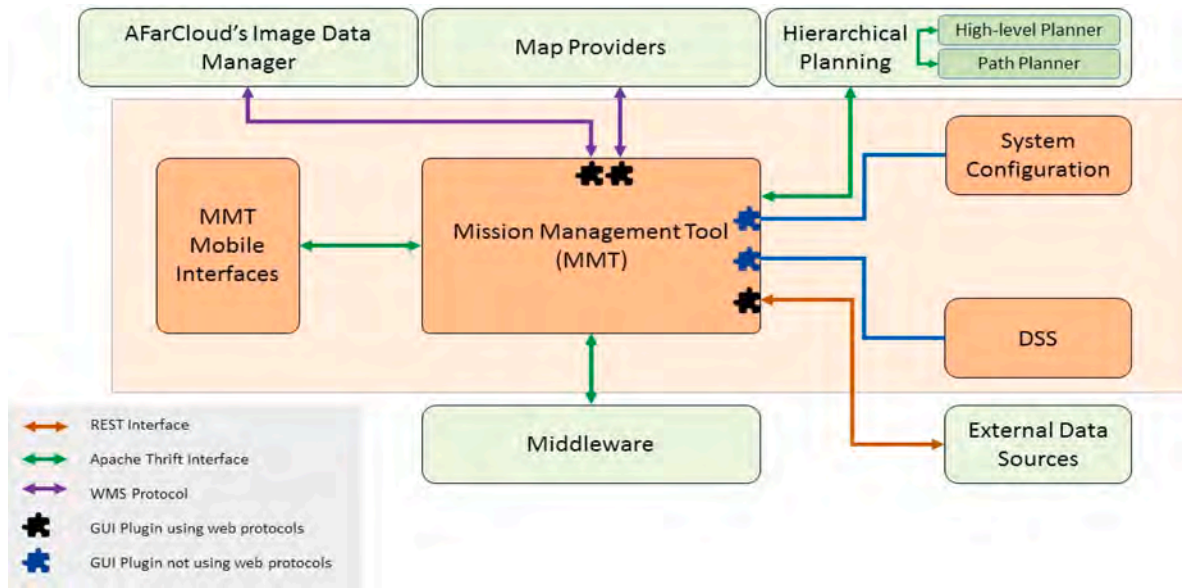 AFarCloud's Image Data
Manager
Map Providers
Hierarchical
Planning
High-level Planner
Path Planner
System
Configuration
MMT
Mobile
Interfaces
Mission Management Tool
(MMT)
DSS
Middleware
External Data
Sources
REST Interface
Apache Thrift Interface
WMS Protocol
GUI Plugin using web protocols
GUI Plugin not using web protocols